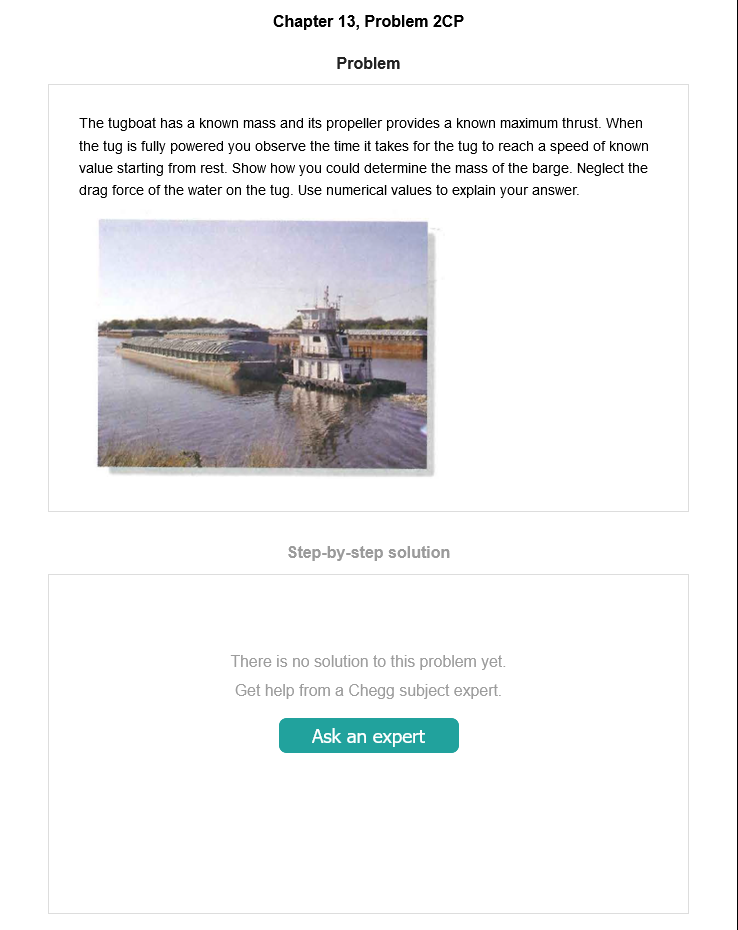 Chapter 13, Problem 2CP
Problem
The tugboat has a known mass and its propeller provides a known maximum thrust. When
the tug is fully powered you observe the time it takes for the tug to reach a speed of known
value starting from rest. Show how you could determine the mass of the barge. Neglect the
drag force of the water on the tug. Use numerical values to explain your answer.
Step-by-step solution
There is no solution to this problem yet.
Get help from a Chegg subject expert.
Ask an expert